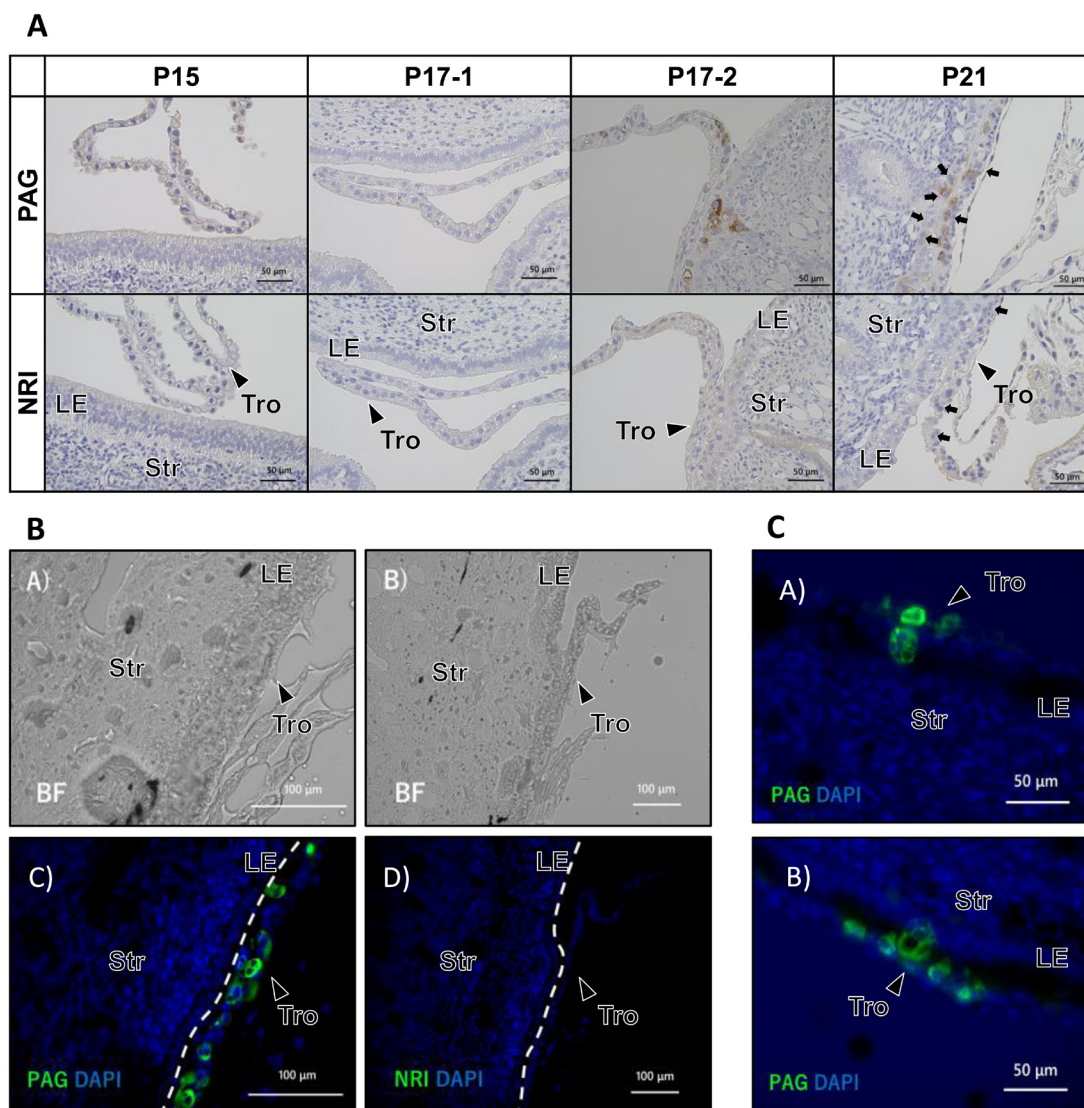 A
P15 P17-1 P17-2 P21
PAG
50 µm 50 µm 50 µm 50 µm
NRI
LE Tro Str 50 µm
Str LE Tro 50 µm
LE Str Tro 50 µm
Str Tro LE 50 µm
B
A) LE Str Tro BF 100 µm
B) LE Str Tro BF 100 µm
C) LE Str Tro PAG DAPI 100 µm
D) LE Str Tro NRI DAPI 100 µm
C
A) Tro LE Str PAG DAPI 50 µm
B) Str LE Tro PAG DAPI 50 µm